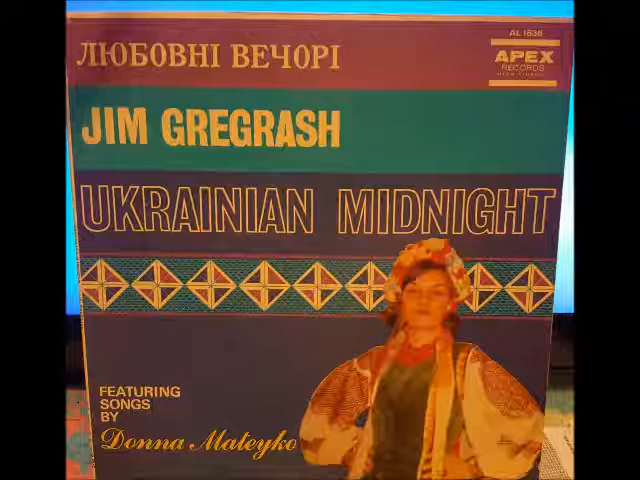 ЛЮБОВНІ ВЕЧОРІ
AL 1636
APEX
RECORDS
JIM GREGRASH
UKRAINIAN MIDNIGHT
FEATURING
SONGS
BY
Donna Mateyko